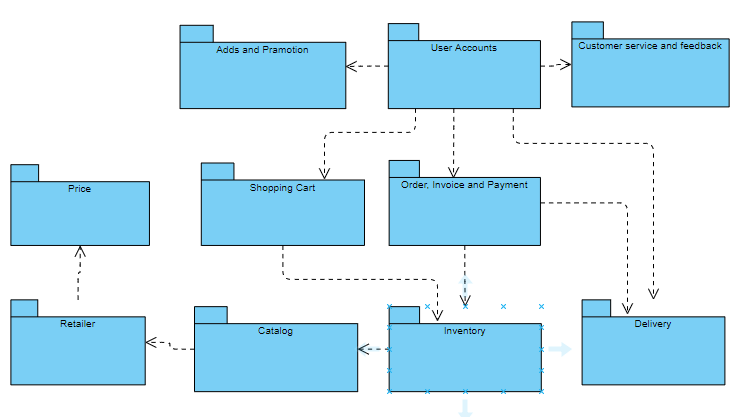 Adds and Pramotion
User Accounts
Customer service and feedback
Price
Shopping Cart
Order, Invoice and Payment
Retailer
Catalog
Inventory
Delivery